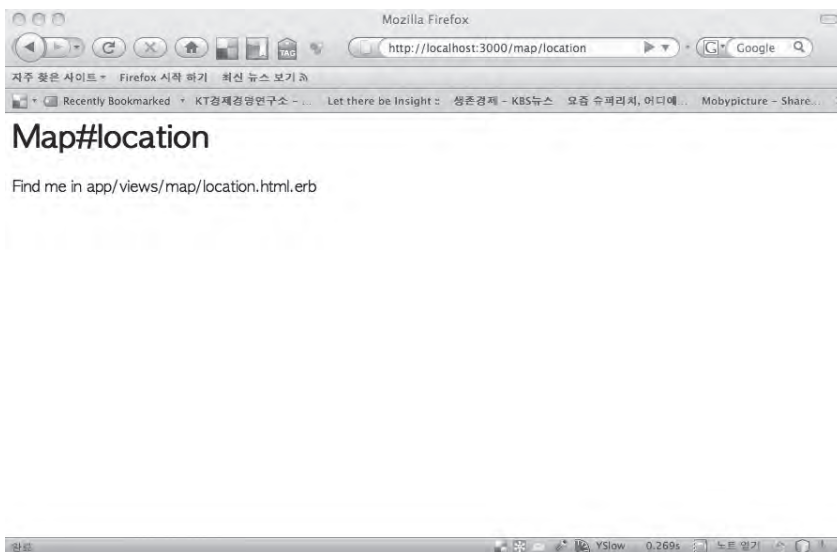 Mozilla Firefox
TAG
http://localhost:3000/map/location
G
Google
자주 찾은 사이트
Firefox 시작 하기
최신 뉴스 보기
Recently Bookmarked
KT경제경영연구소 - ...
Let there be Insight ::
생존경제 - KBS뉴스
요즘 슈퍼리치, 어디에...
Mobypicture - Share...
Map#location
Find me in app/views/map/location.html.erb
완료
YSlow
0.269s
노트 열기